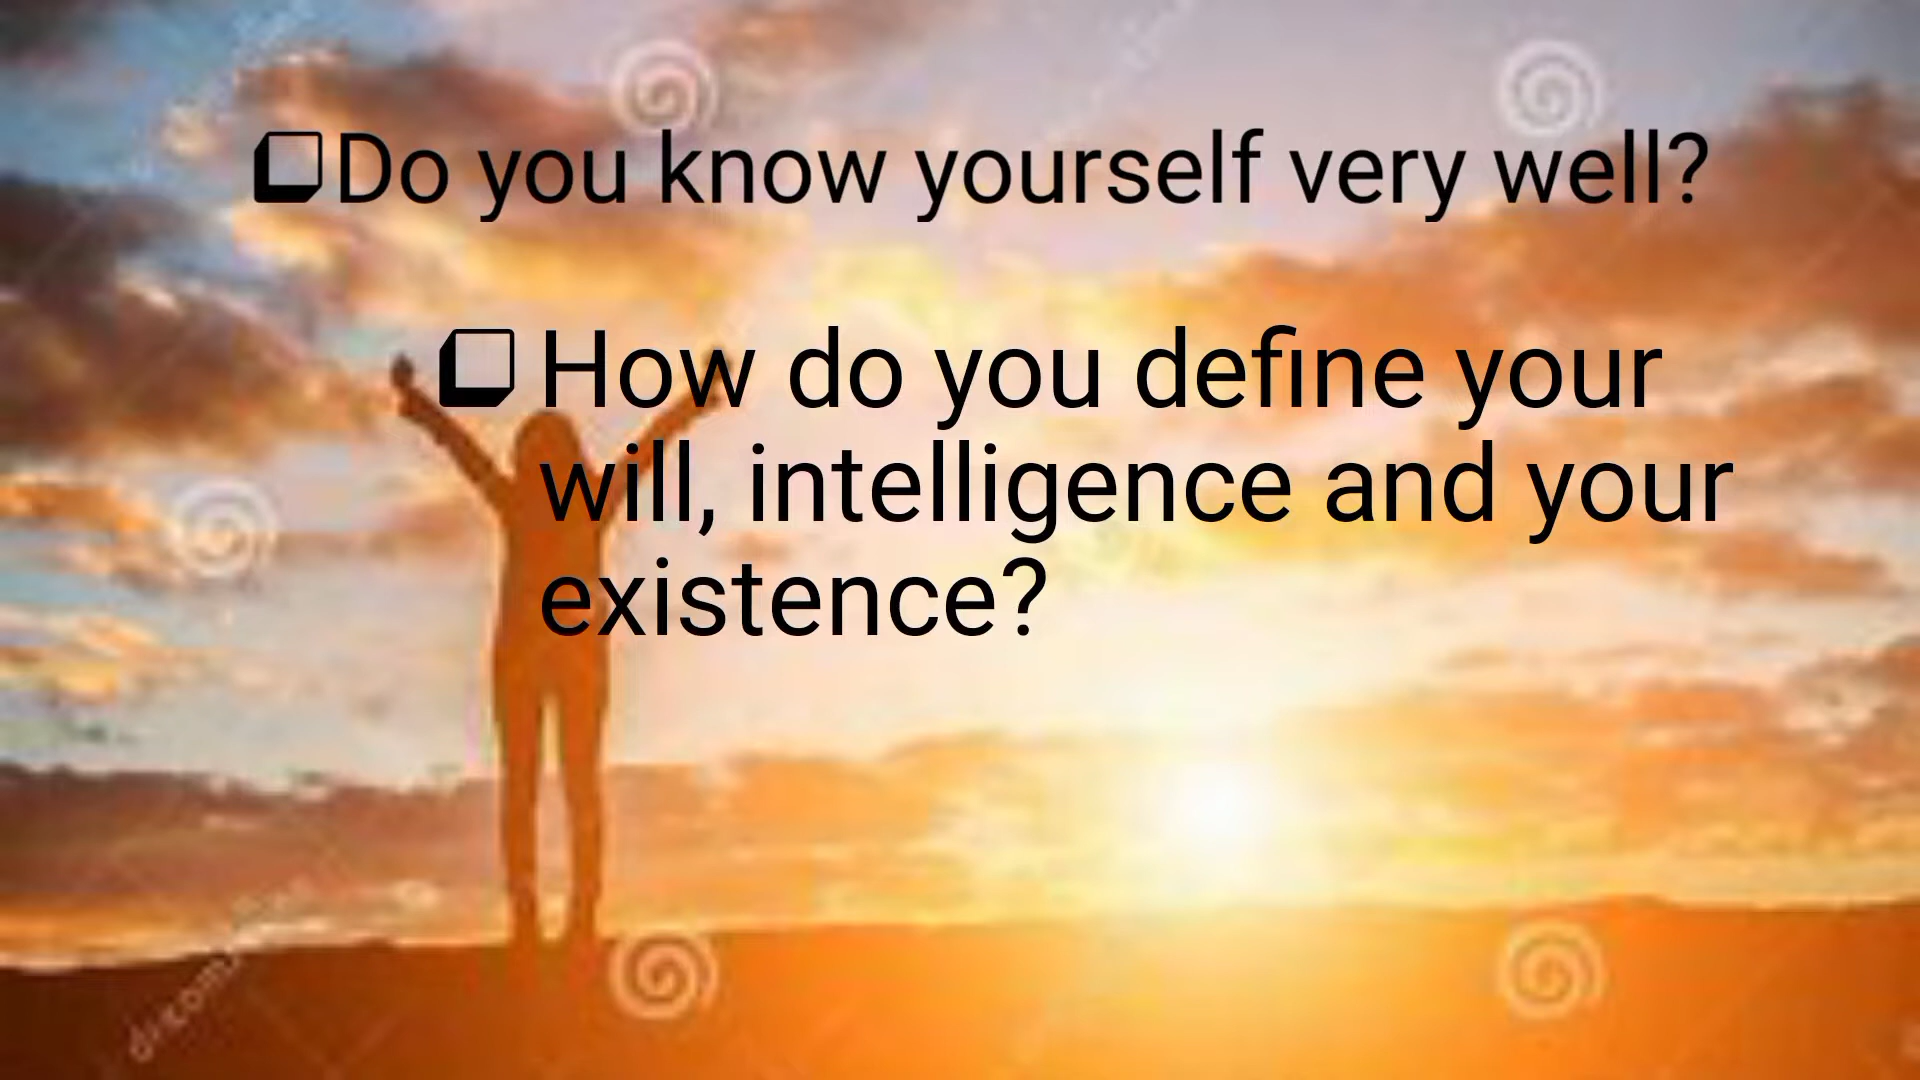 ❑Do you know yourself very well?
❑ How do you define your
will, intelligence and your
existence?